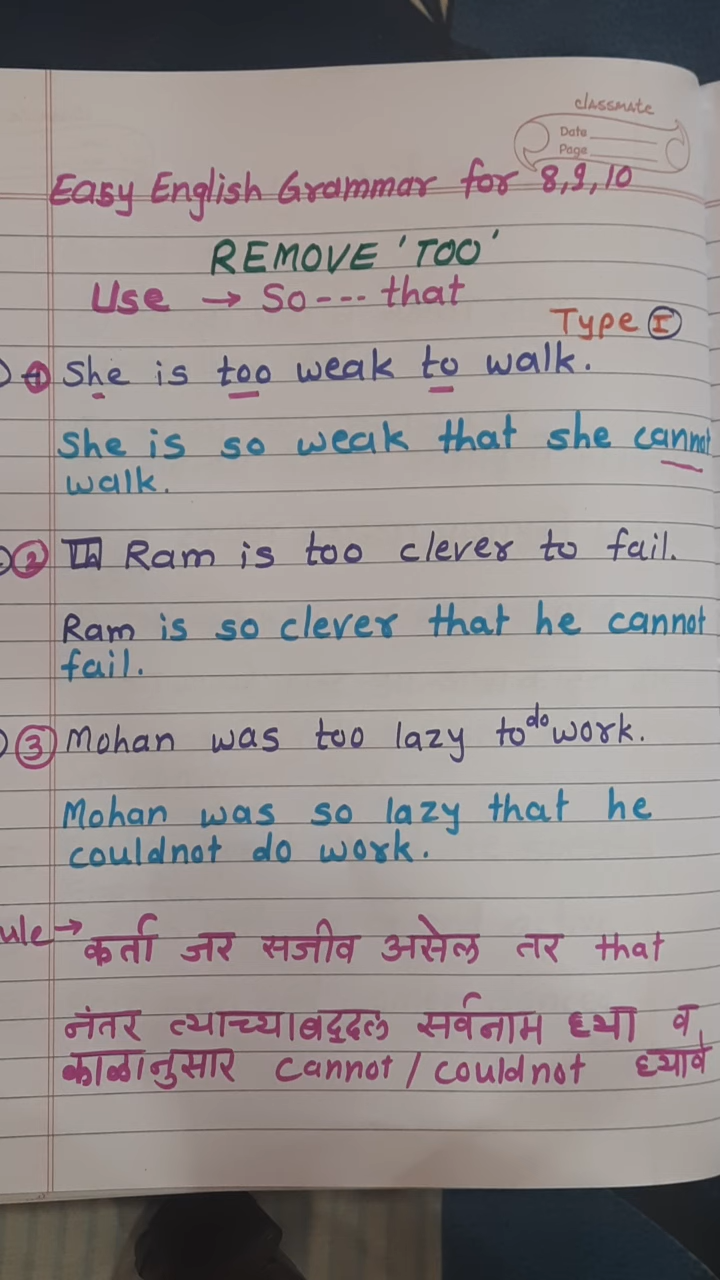 classmate
Date
Page
Easy English Grammar for 8,9,10
REMOVE 'TOO'
Use → So --- that
Type I
1 She is too weak to walk.
She is so weak that she cannot
walk.
2 Ram is too clever to fail.
Ram is so clever that he cannot
fail.
3 Mohan was too lazy to do work.
Mohan was so lazy that he
couldnot do work.
ule → कर्ता जर सजीव असेल तर that
नंतर त्याच्याबद्दल सर्वनाम घ्या व
काळानुसार cannot / couldnot घ्यावे